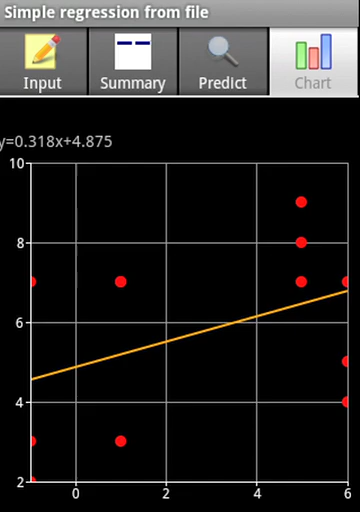 Simple regression from file
Input Summary Predict Chart
y=0.318x+4.875
10
8
6
4
2
0 2 4 6